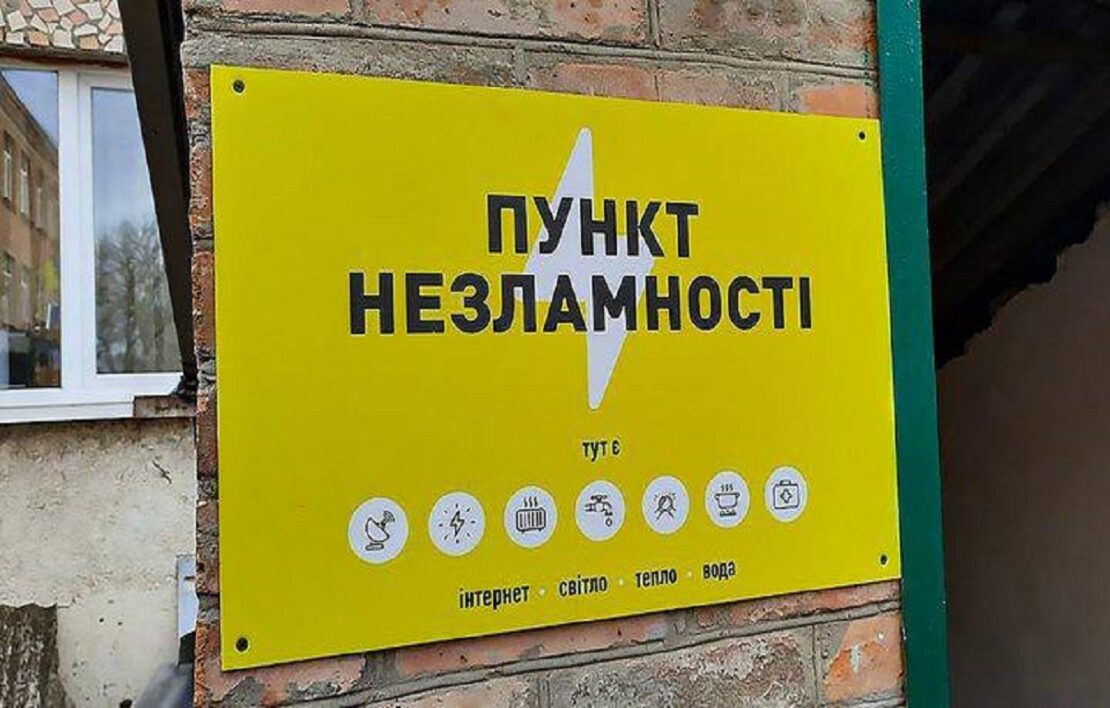 ПУНКТ
НЕЗЛАМНОСТІ
тут є
інтернет · світло · тепло · вода